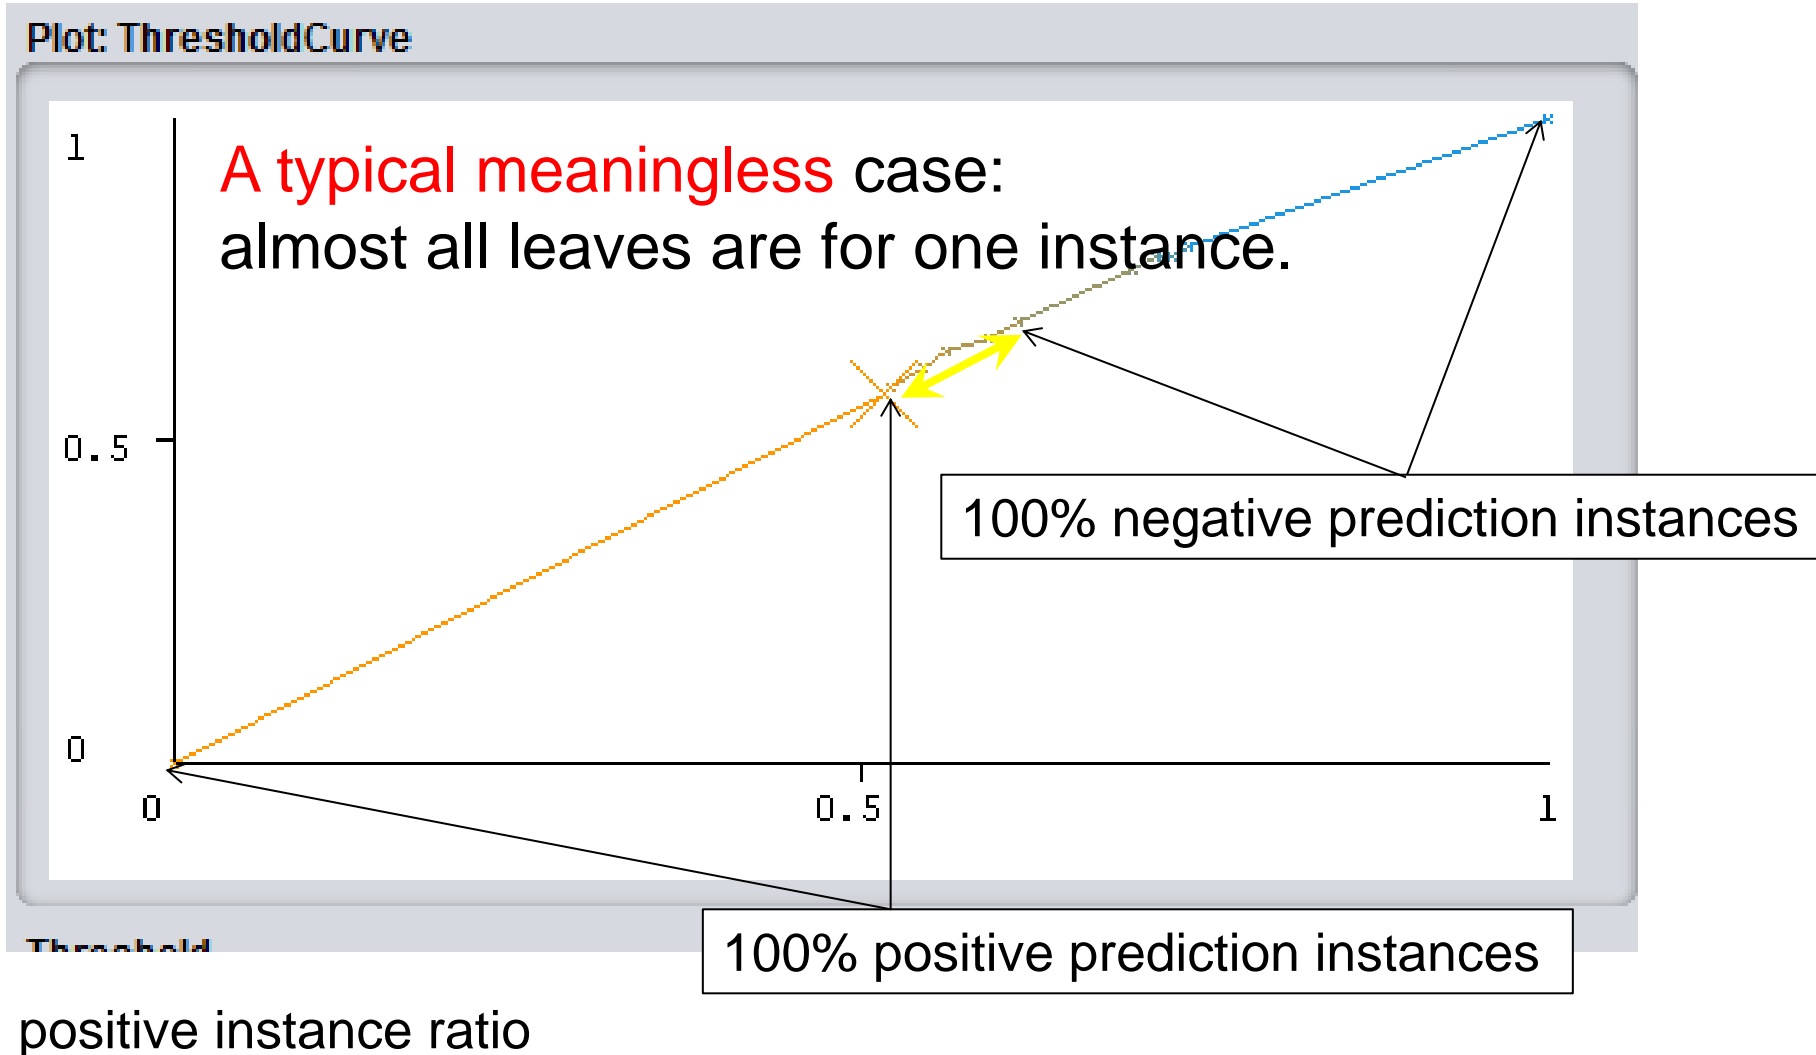 Plot: ThresholdCurve
1
A typical meaningless case:
almost all leaves are for one instance.
0.5
100% negative prediction instances
0
0
0.5
1
100% positive prediction instances
Threshold
positive instance ratio